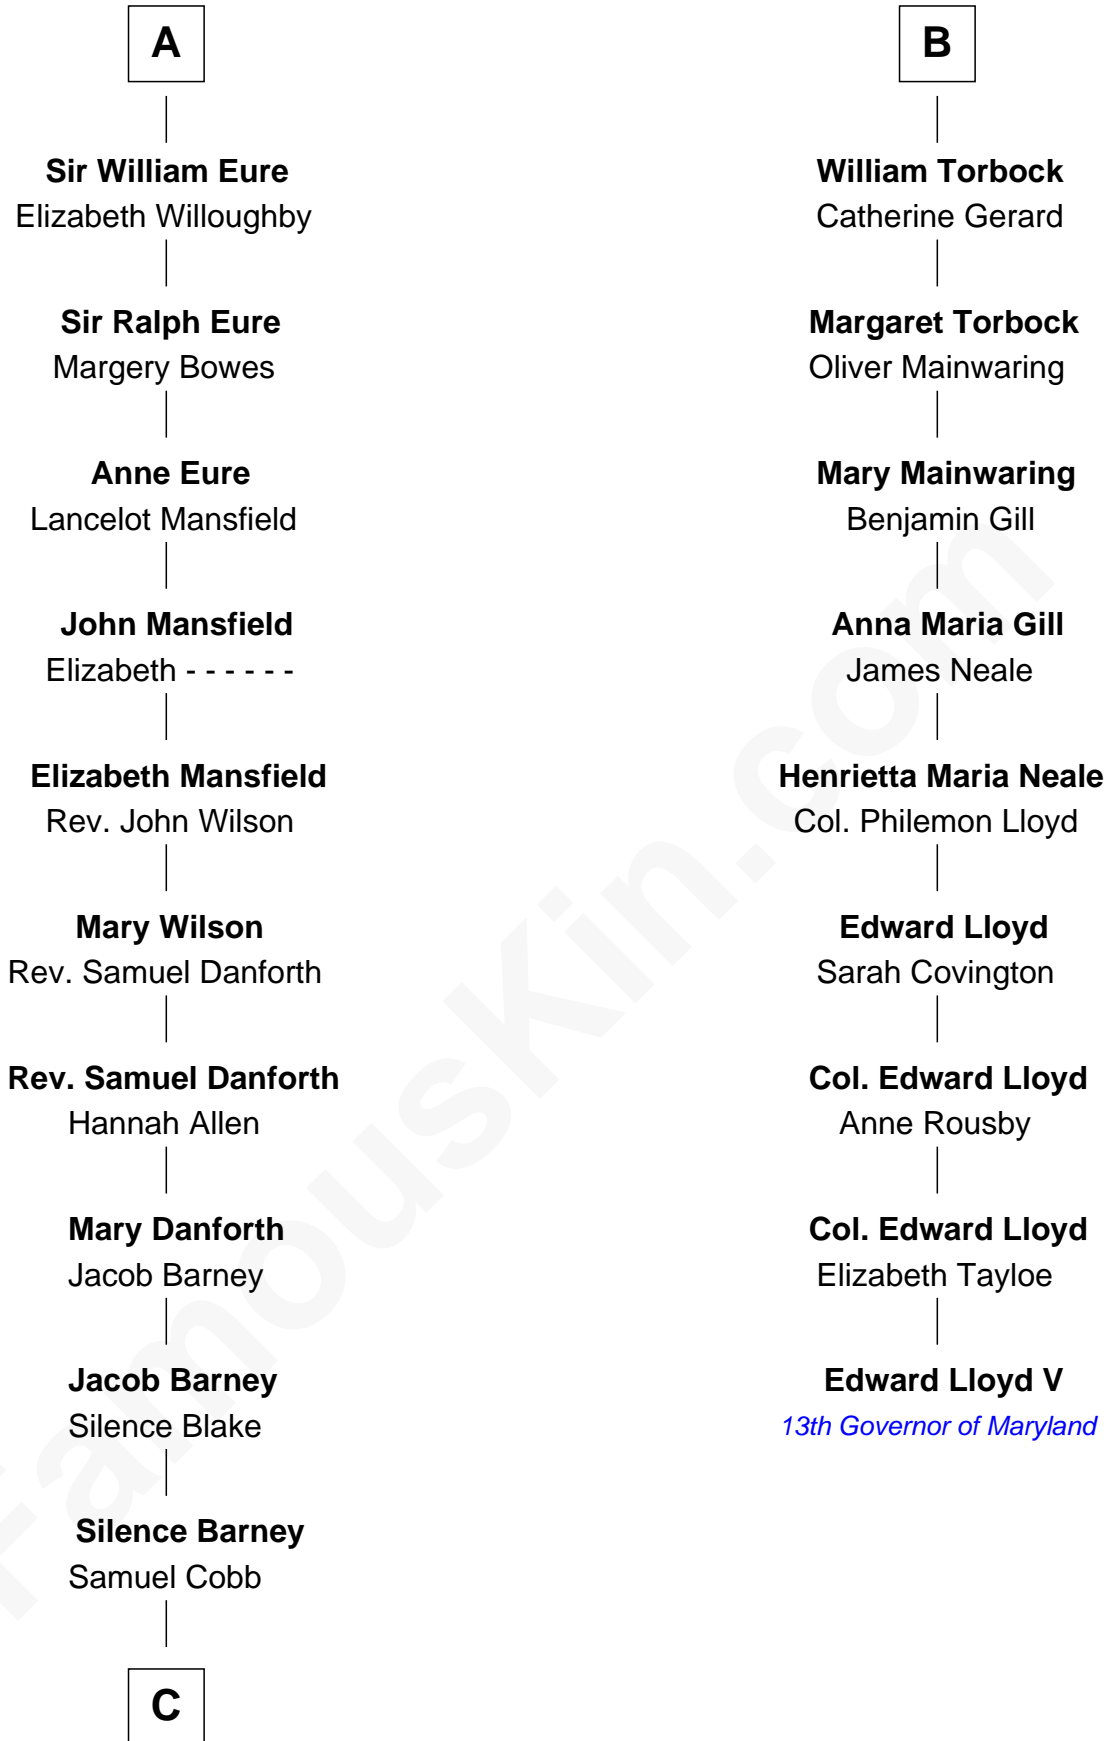 A
Sir William Eure
Elizabeth Willoughby
Sir Ralph Eure
Margery Bowes
Anne Eure
Lancelot Mansfield
John Mansfield
Elizabeth - - - - - -
Elizabeth Mansfield
Rev. John Wilson
Mary Wilson
Rev. Samuel Danforth
Rev. Samuel Danforth
Hannah Allen
Mary Danforth
Jacob Barney
Jacob Barney
Silence Blake
Silence Barney
Samuel Cobb
C
B
William Torbock
Catherine Gerard
Margaret Torbock
Oliver Mainwaring
Mary Mainwaring
Benjamin Gill
Anna Maria Gill
James Neale
Henrietta Maria Neale
Col. Philemon Lloyd
Edward Lloyd
Sarah Covington
Col. Edward Lloyd
Anne Rousby
Col. Edward Lloyd
Elizabeth Tayloe
Edward Lloyd V
13th Governor of Maryland
FamousKin.com